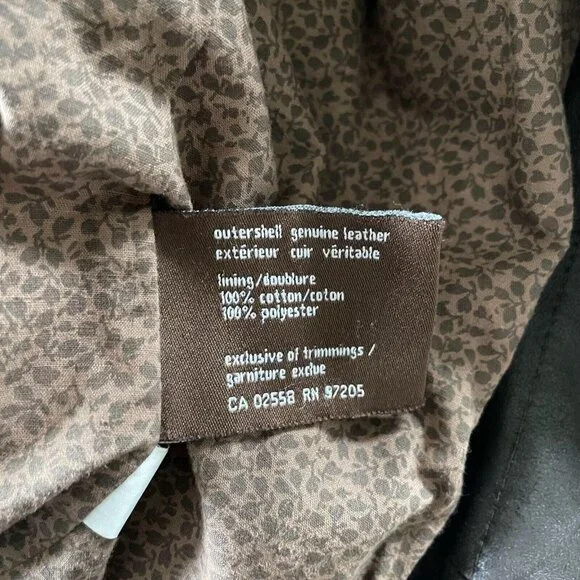 outershell genuine leather
extérieur cuir véritable
lining/doublure
100% cotton/coton
100% polyester
exclusive of trimmings /
garniture exclue
CA 02558 RN 97205